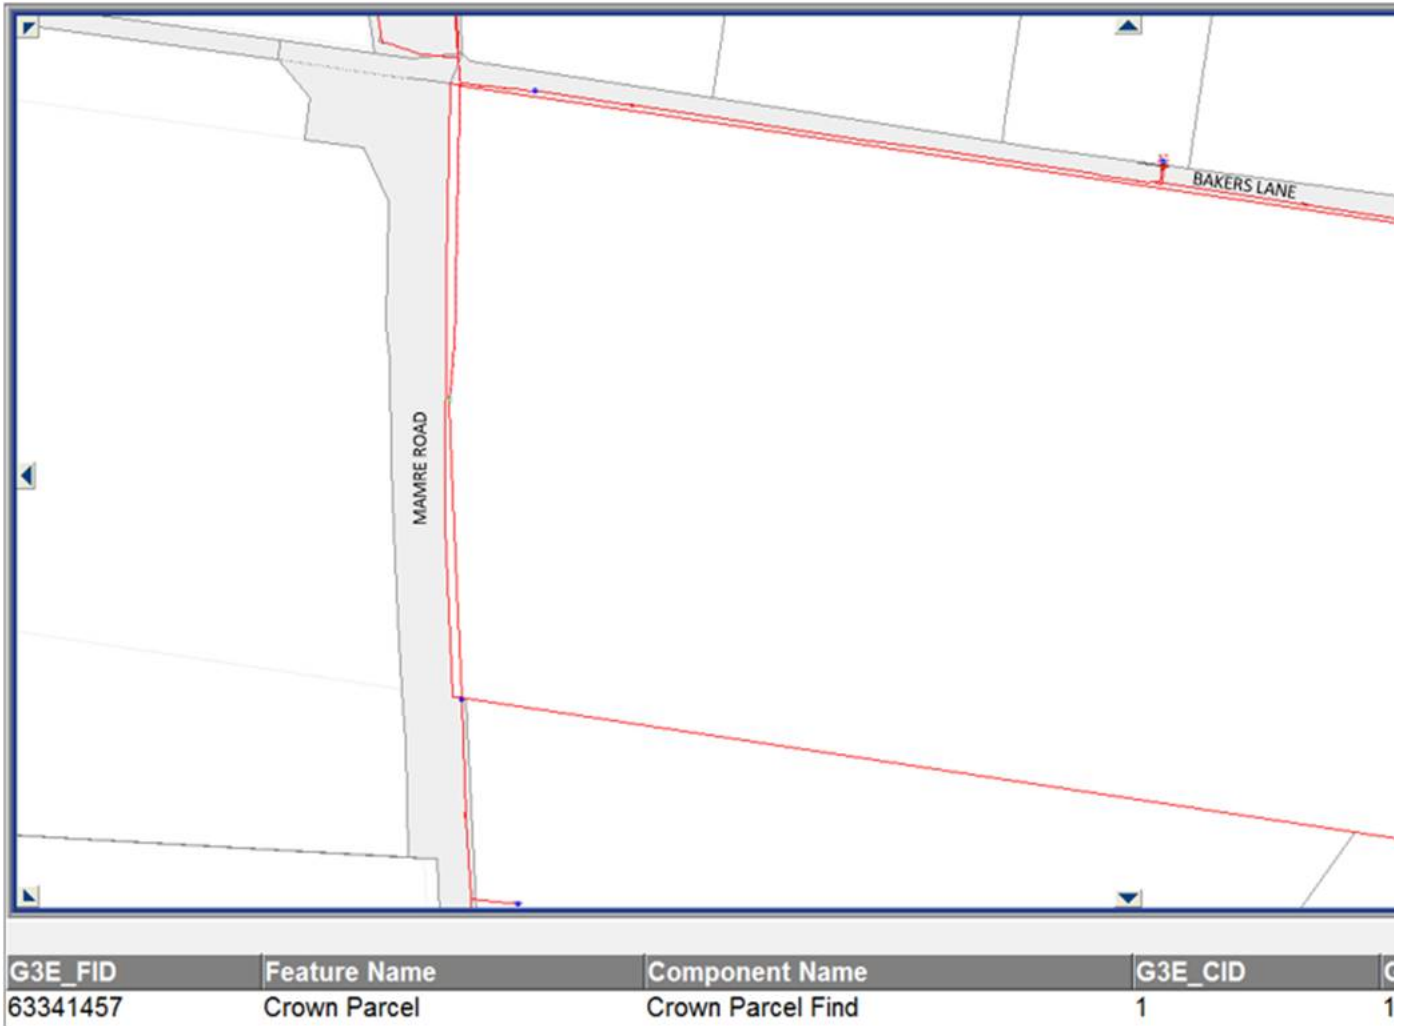 BAKERS LANE
MAMRE ROAD
G3E_FID Feature Name Component Name G3E_CID
63341457 Crown Parcel Crown Parcel Find 1 1